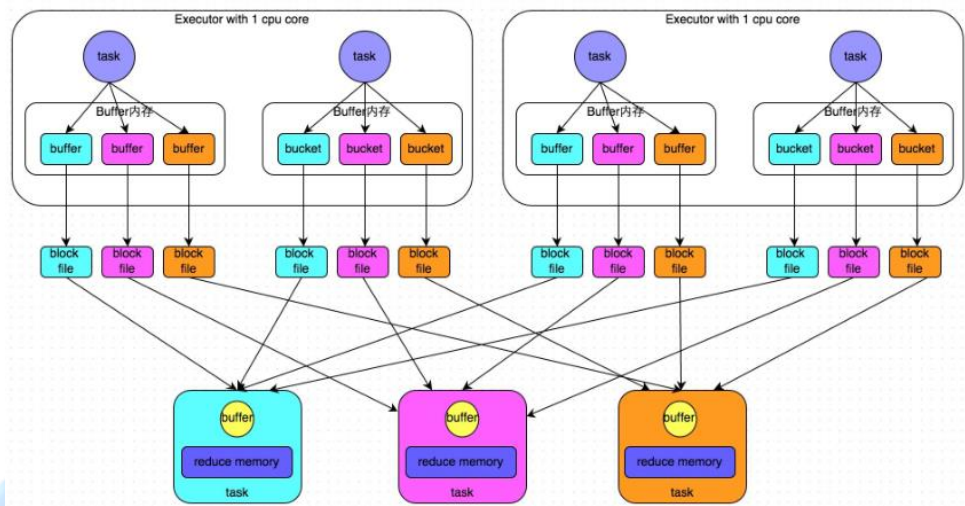 Executor with 1 cpu core
Executor with 1 cpu core
task
task
task
task
Buffer内存
Buffer内存
Buffer内存
Buffer内存
buffer
buffer
buffer
bucket
bucket
bucket
buffer
buffer
buffer
bucket
bucket
bucket
block
file
block
file
block
file
block
file
block
file
block
file
block
file
block
file
block
file
block
file
block
file
block
file
buffer
reduce memory
task
buffer
reduce memory
task
buffer
reduce memory
task